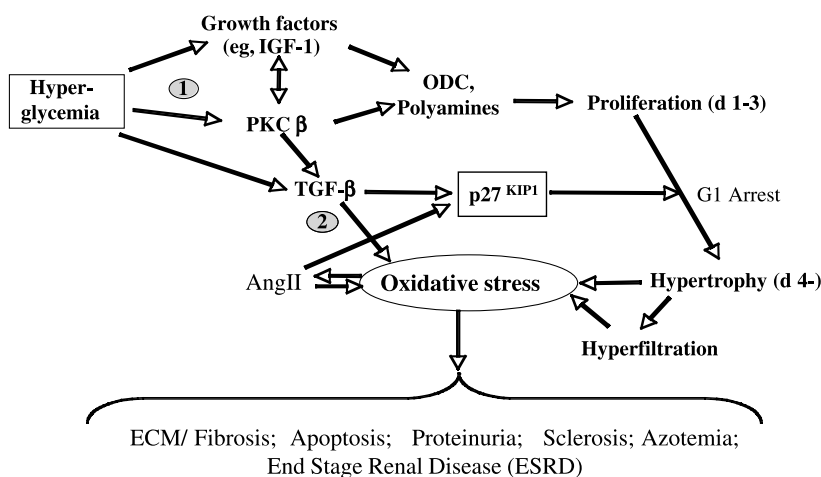 Growth factors
(eg, IGF-1)
1
Hyper-
glycemia
ODC,
Polyamines
Proliferation (d 1-3)
PKC β
TGF-β
p27 KIP1
G1 Arrest
2
AngII
Oxidative stress
Hypertrophy (d 4-)
Hyperfiltration
ECM/ Fibrosis; Apoptosis; Proteinuria; Sclerosis; Azotemia;
End Stage Renal Disease (ESRD)